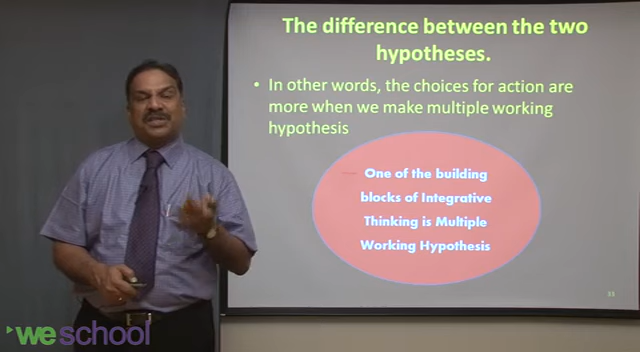 The difference between the two
hypotheses.
• In other words, the choices for action are
more when we make multiple working
hypothesis
One of the building
blocks of Integrative
Thinking is Multiple
Working Hypothesis
33
weschool